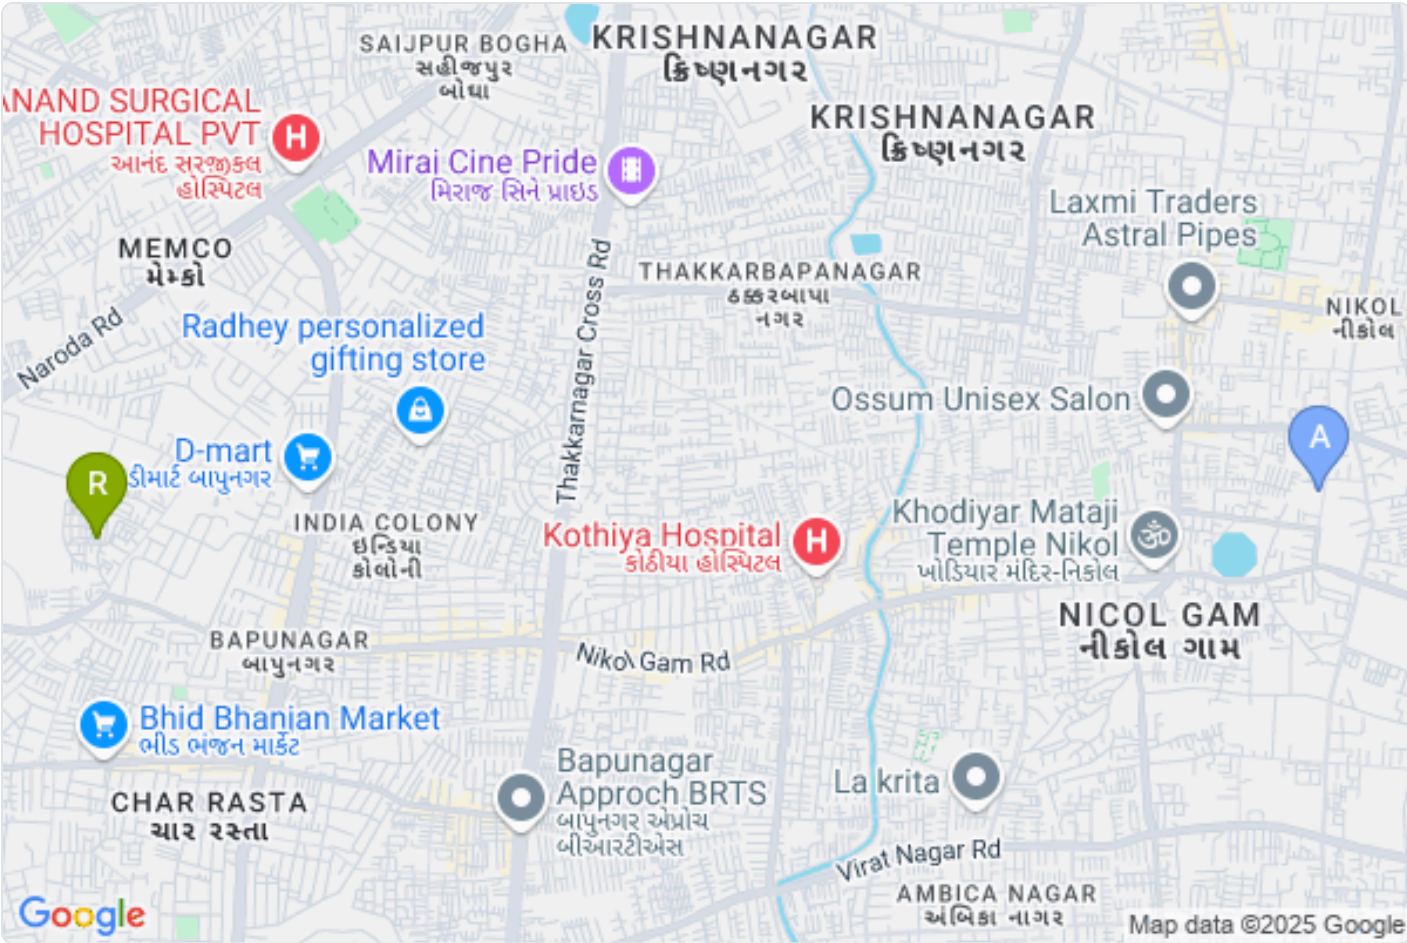 SAIJPUR BOGHA
સહીજપુર
બોઘા
KRISHNANAGAR
ક્રિષ્ણનગર
ANAND SURGICAL
HOSPITAL PVT
આનંદ સરજીકલ
હોસ્પિટલ
H
KRISHNANAGAR
ક્રિષ્ણનગર
Miraj Cine Pride
મિરાજ સિને પ્રાઇડ
Laxmi Traders
Astral Pipes
MEMCO
મેમ્કો
THAKKARBAPANAGAR
ઠક્કરબાપા
નગર
NIKOL
નીકોલ
Naroda Rd
Radhey personalized
gifting store
Thakkarnagar Cross Rd
Ossum Unisex Salon
A
D-mart
ડીમાર્ટ બાપુનગર
R
INDIA COLONY
ઇન્ડિયા
કોલોની
Kothiya Hospital
કોઠીયા હોસ્પિટલ
H
Khodiyar Mataji
Temple Nikol
ખોડિયાર મંદિર-નિકોલ
ૐ
NICOL GAM
નીકોલ ગામ
BAPUNAGAR
બાપુનગર
Nikol Gam Rd
Bhid Bhanjan Market
ભીડ ભંજન માર્કેટ
Bapunagar
Approch BRTS
બાપુનગર એપ્રોચ
બીઆરટીએસ
La krita
CHAR RASTA
ચાર રસ્તા
Virat Nagar Rd
AMBICA NAGAR
અંબિકા નાગર
Google
Map data ©2025 Google